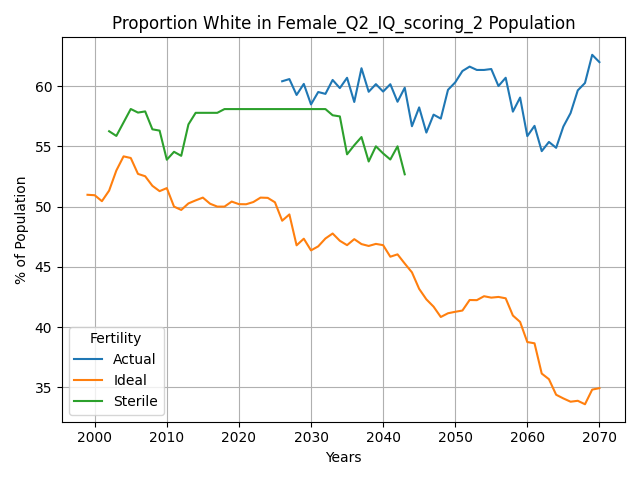 Proportion White in Female_Q2_IQ_scoring_2 Population
% of Population
60
55
50
45
40
35
Fertility
Actual
Ideal
Sterile
2000 2010 2020 2030 2040 2050 2060 2070
Years